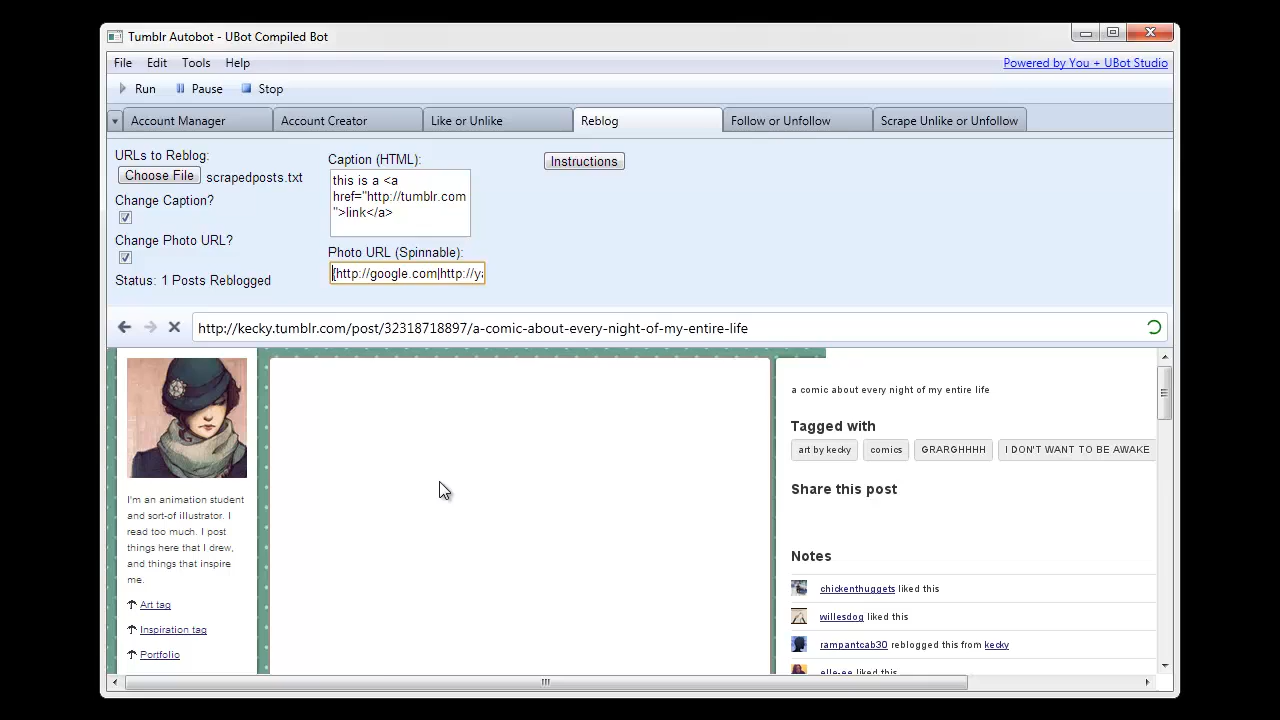 Tumblr Autobot - UBot Compiled Bot
File Edit Tools Help Powered by You + UBot Studio
Run Pause Stop
Account Manager Account Creator Like or Unlike Reblog Follow or Unfollow Scrape Unlike or Unfollow
URLs to Reblog:
Choose File scrapedposts.txt
Change Caption?
Change Photo URL?
Status: 1 Posts Reblogged
Caption (HTML):
this is a <a
href="http://tumblr.com
">link</a>
Photo URL (Spinnable):
{http://google.com|http://ya
Instructions
http://kecky.tumblr.com/post/32318718897/a-comic-about-every-night-of-my-entire-life
I'm an animation student
and sort-of illustrator. I
read too much. I post
things here that I drew,
and things that inspire
me.
Art tag
Inspiration tag
Portfolio
a comic about every night of my entire life
Tagged with
art by kecky comics GRARGHHHH I DON'T WANT TO BE AWAKE
Share this post
Notes
chickenthuggets liked this
willesdog liked this
rampantcab30 reblogged this from kecky
elle-ee liked this